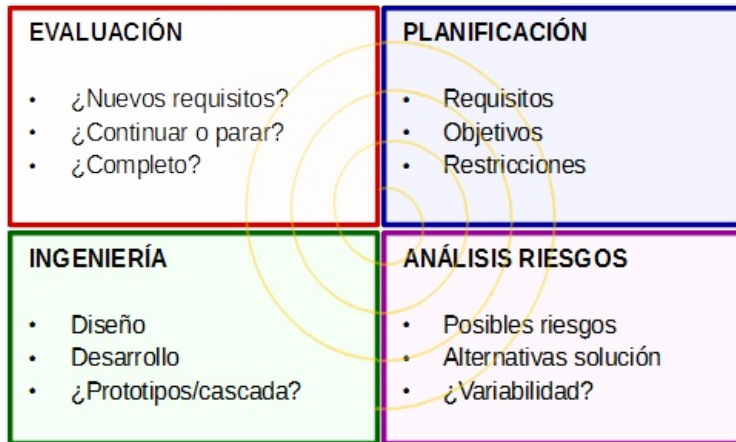 EVALUACIÓN
• ¿Nuevos requisitos?
• ¿Continuar o parar?
• ¿Completo?
PLANIFICACIÓN
• Requisitos
• Objetivos
• Restricciones
INGENIERÍA
• Diseño
• Desarrollo
• ¿Prototipos/cascada?
ANÁLISIS RIESGOS
• Posibles riesgos
• Alternativas solución
• ¿Variabilidad?